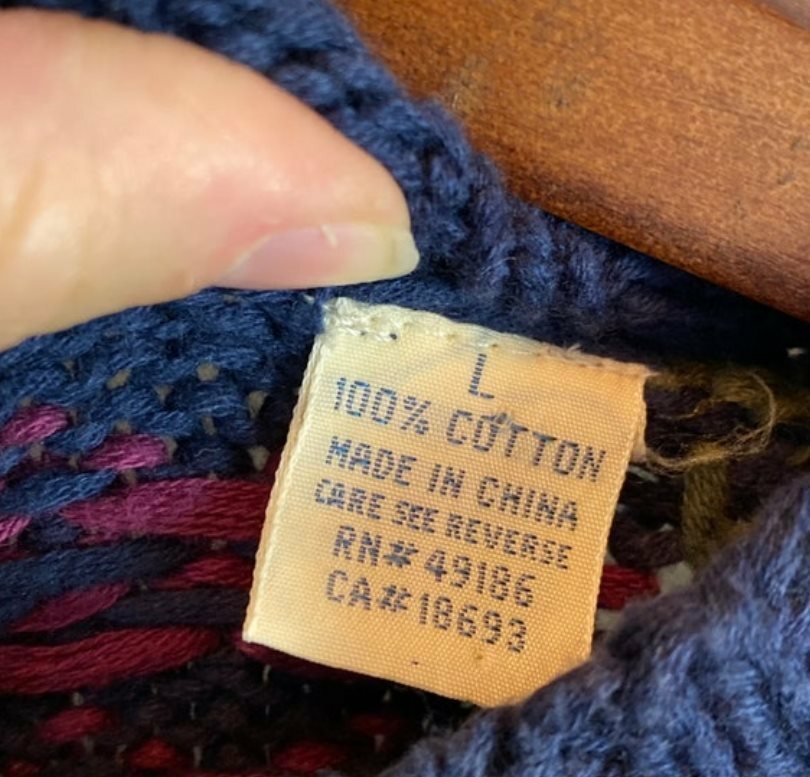 L
100% COTTON
MADE IN CHINA
CARE SEE REVERSE
RN# 49186
CA# 18693